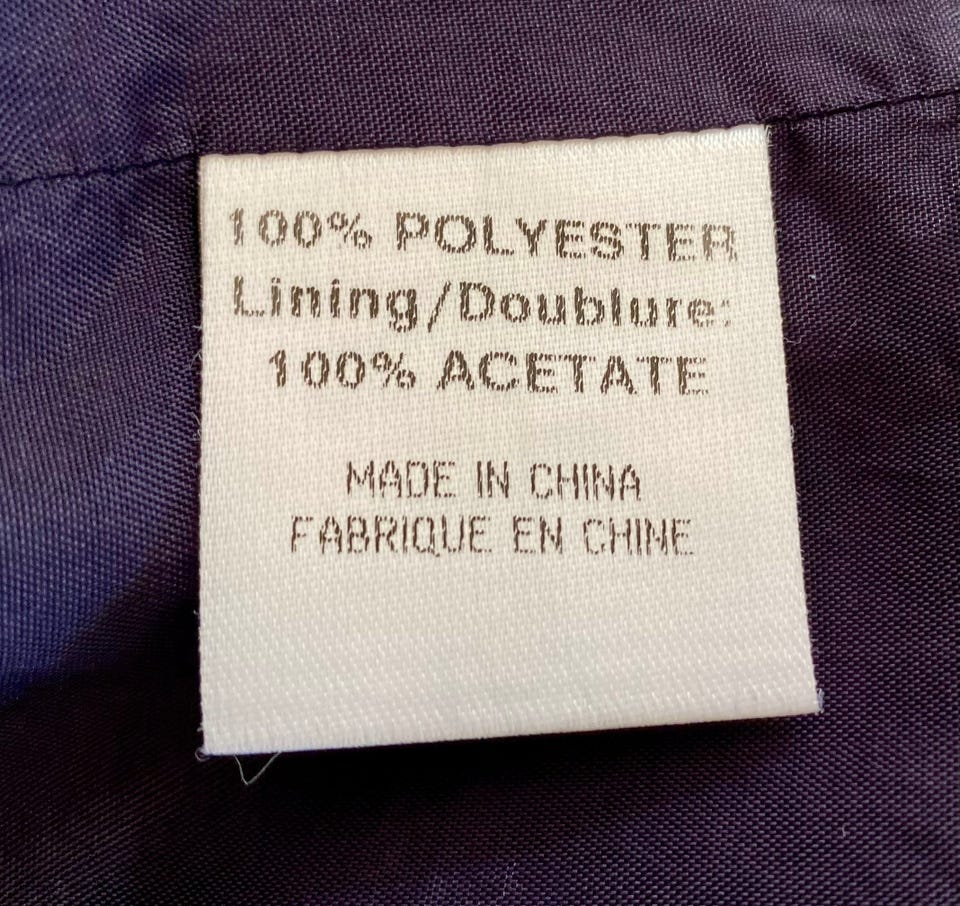 100% POLYESTER
Lining/Doublure:
100% ACETATE
MADE IN CHINA
FABRIQUE EN CHINE